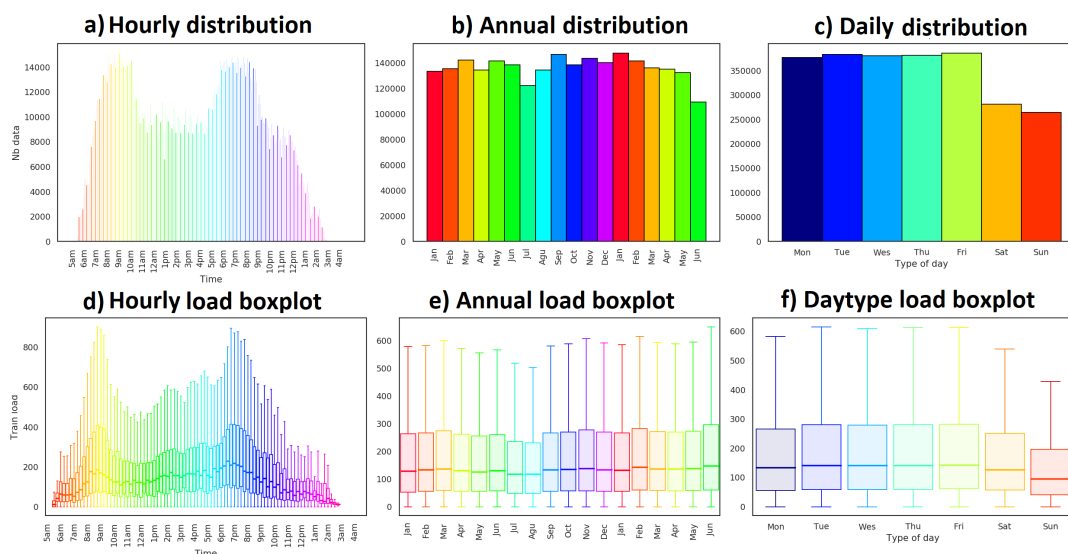 a) Hourly distribution
14000
12000
10000
8000
6000
4000
2000
0
Nb data
5am 6am 7am 8am 9am 10am 11am 12am 1pm 2pm 3pm 4pm 5pm 6pm 7pm 8pm 9pm 10pm 11pm 12pm 1am 2am 3am 4am
Time
b) Annual distribution
140000
120000
100000
80000
60000
40000
20000
0
Jan Feb Mar Apr May Jun Jul Agu Sep Oct Nov Dec Jan Feb Mar Apr May Jun
c) Daily distribution
350000
300000
250000
200000
150000
100000
50000
0
Mon Tue Wes Thu Fri Sat Sun
Type of day
d) Hourly load boxplot
800
600
400
200
0
Train load
5am 6am 7am 8am 9am 10am 11am 12am 1pm 2pm 3pm 4pm 5pm 6pm 7pm 8pm 9pm 10pm 11pm 12pm 1am 2am 3am 4am
Time
e) Annual load boxplot
600
500
400
300
200
100
0
Jan Feb Mar Apr May Jun Jul Agu Sep Oct Nov Dec Jan Feb Mar Apr May Jun
f) Daytype load boxplot
600
500
400
300
200
100
0
Mon Tue Wes Thu Fri Sat Sun
Type of day